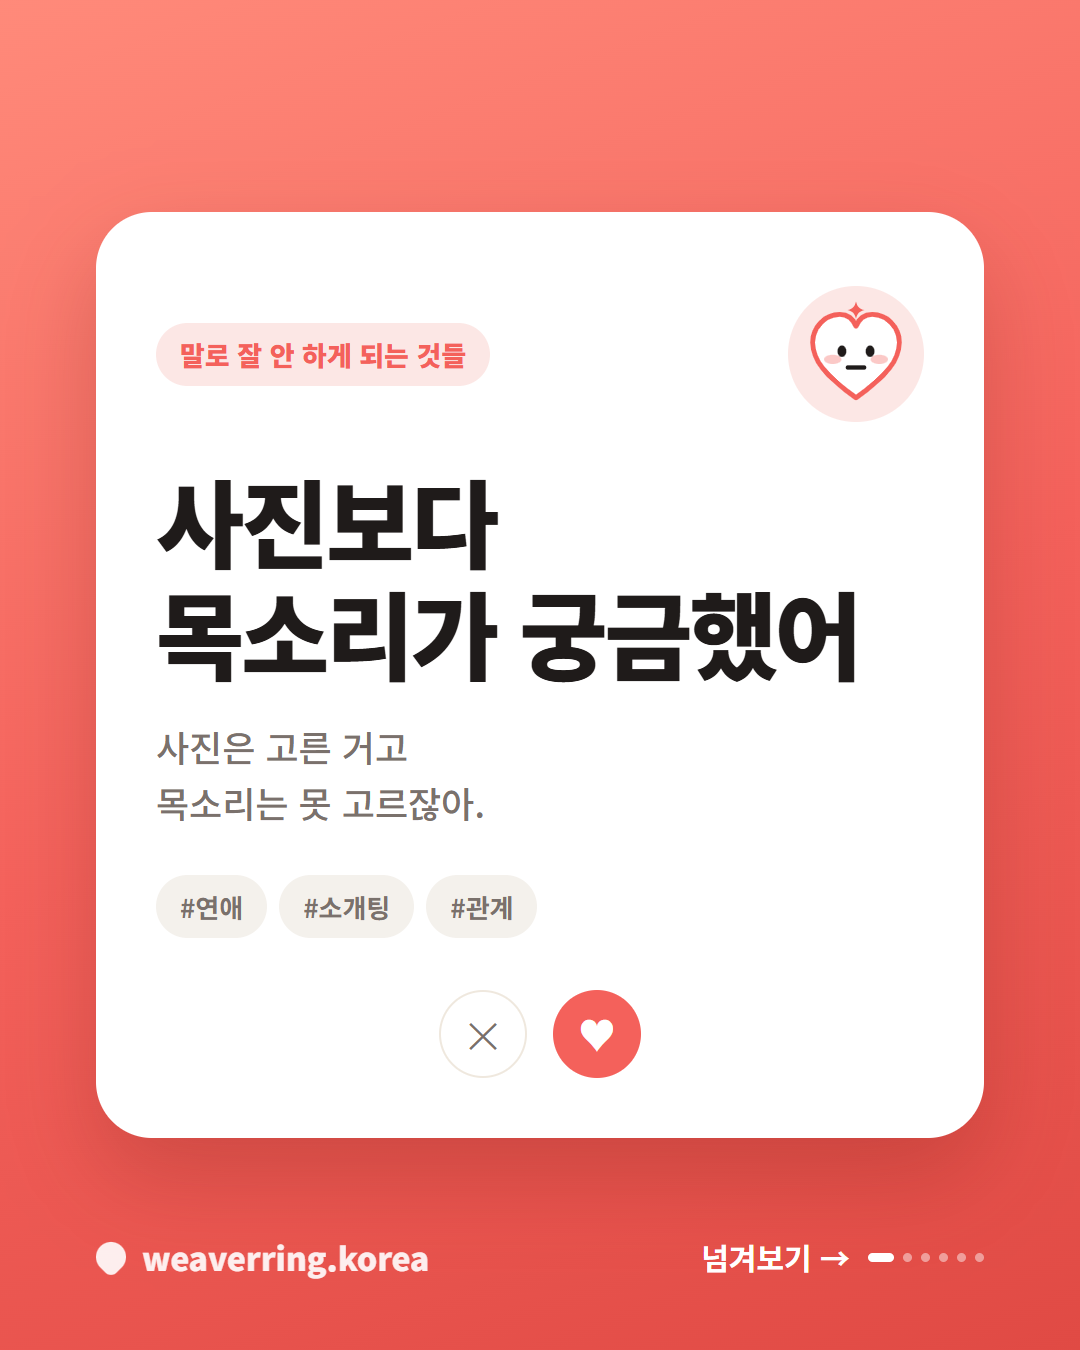 말로 잘 안 하게 되는 것들
사진보다
목소리가 궁금했어
사진은 고른 거고
목소리는 못 고르잖아.
#연애 #소개팅 #관계
weaverring.korea
넘겨보기 →